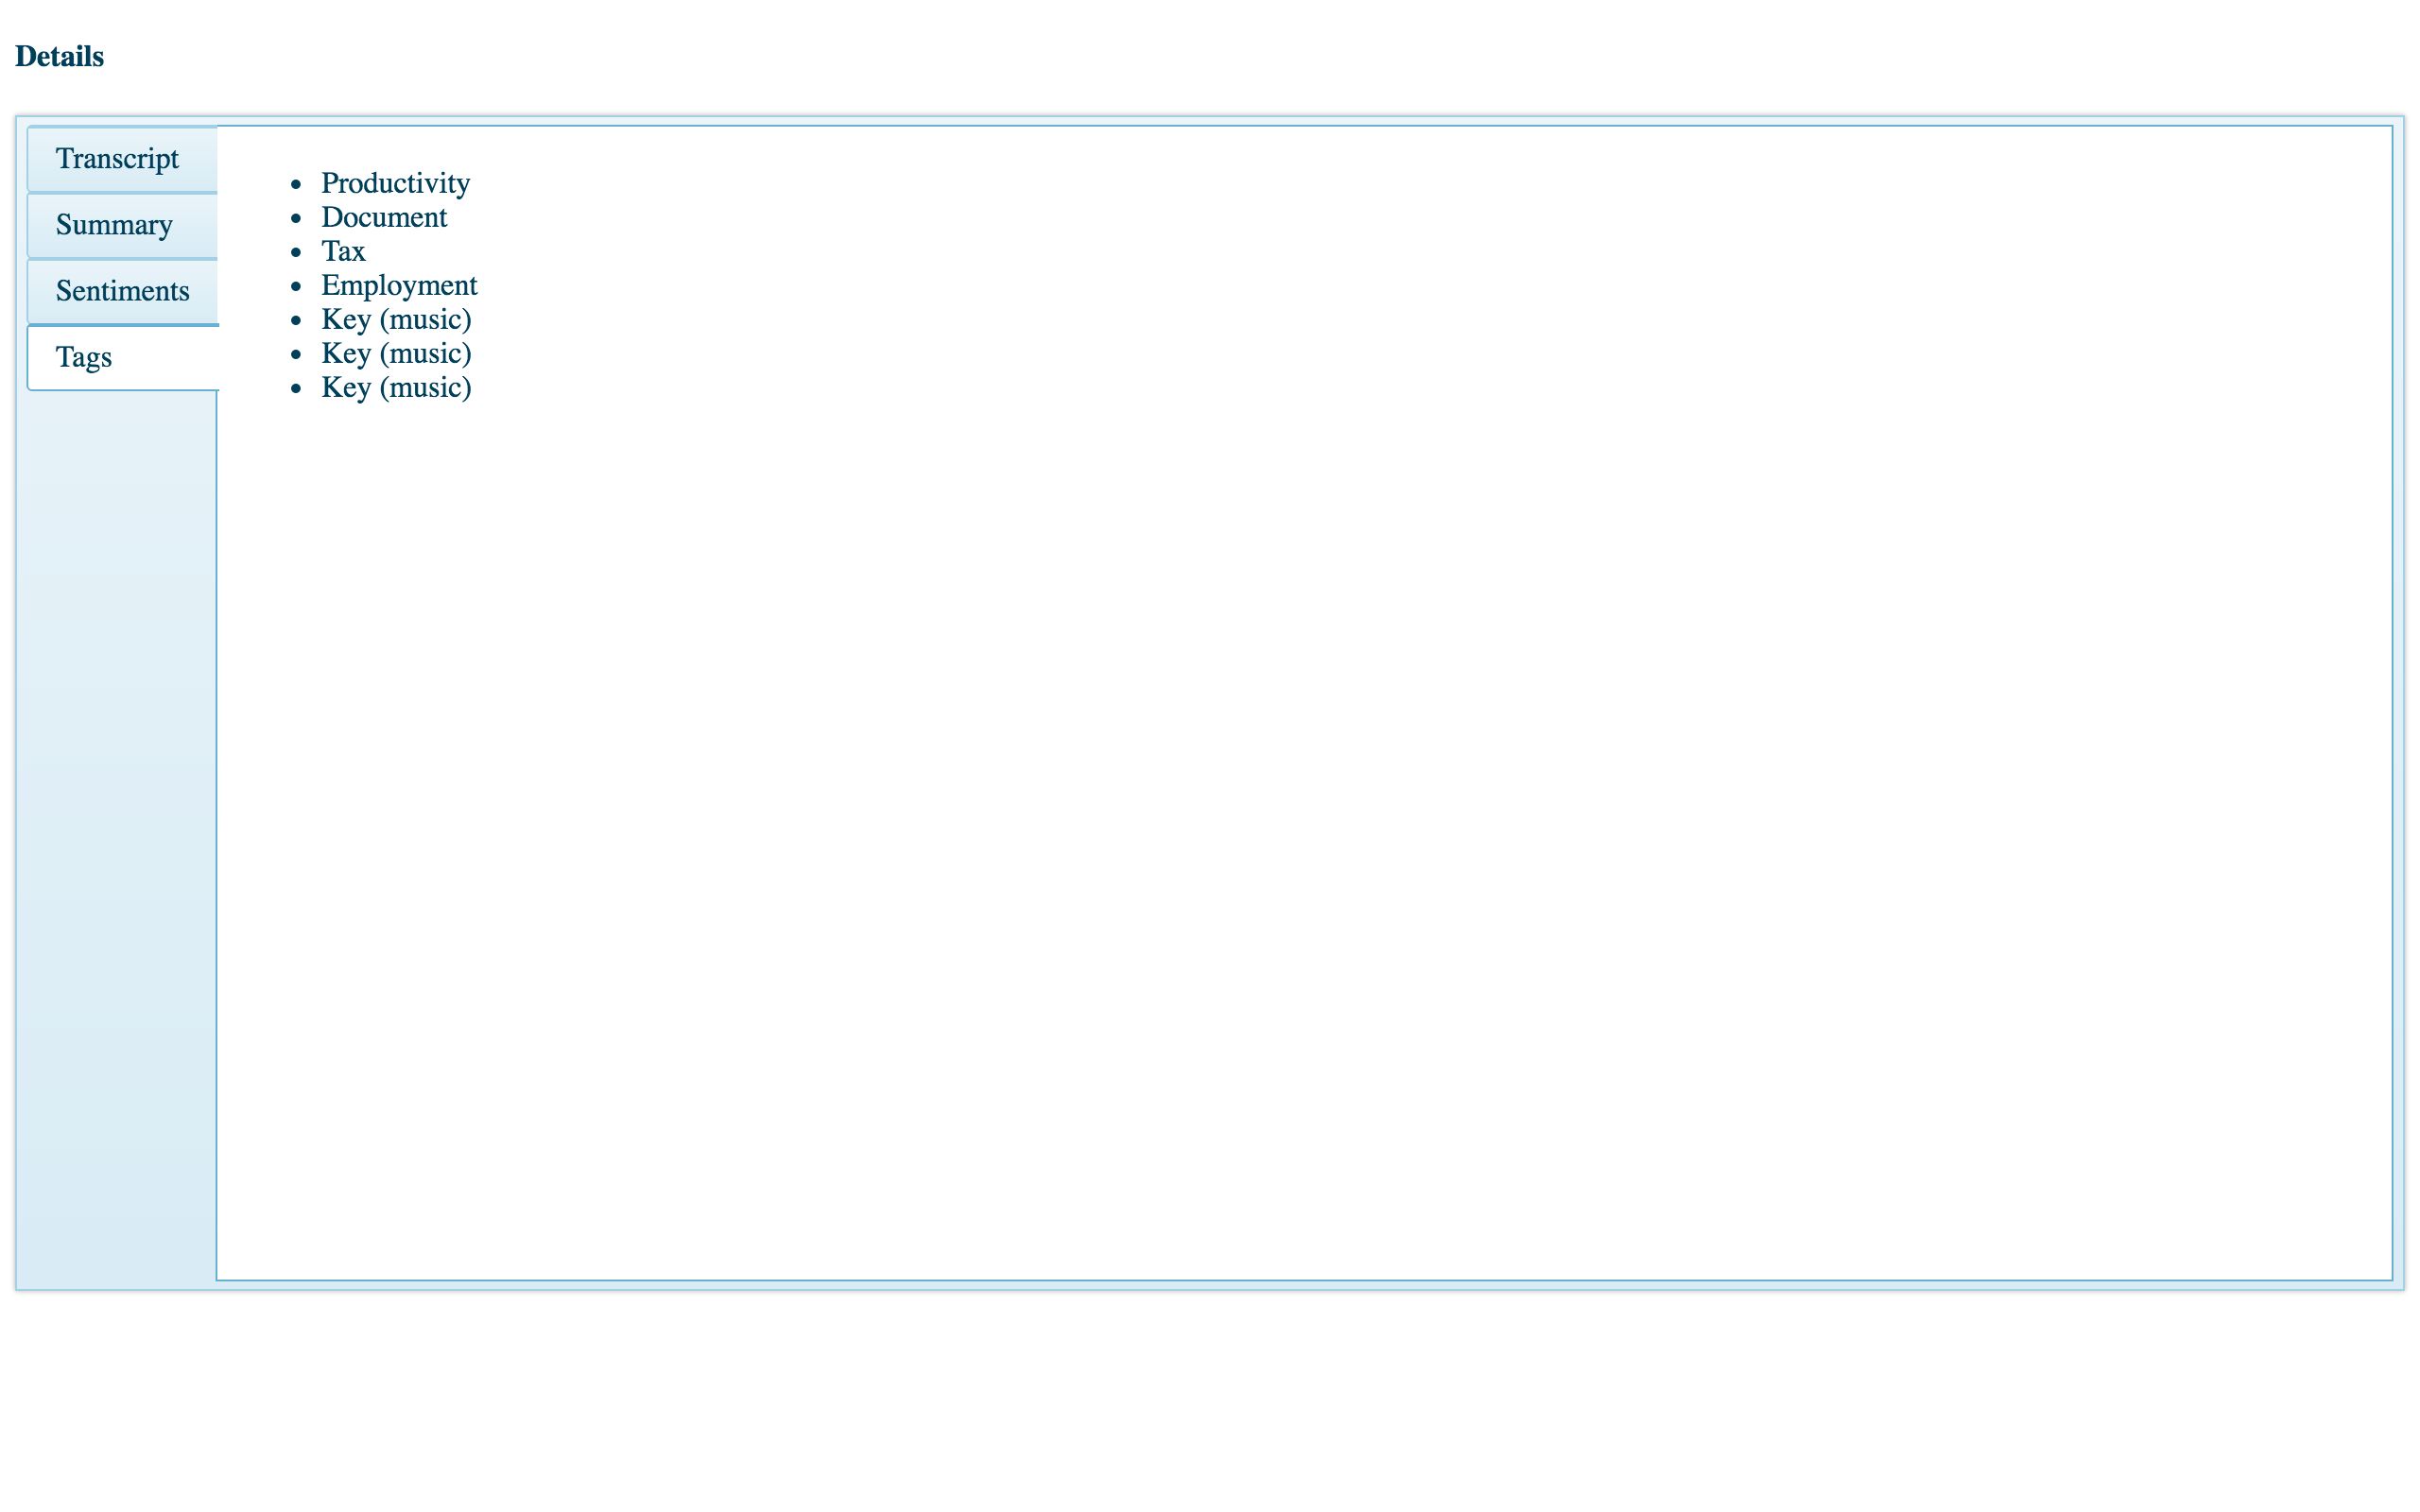 Details
Transcript
Summary
Sentiments
Tags
Productivity
Document
Tax
Employment
Key (music)
Key (music)
Key (music)